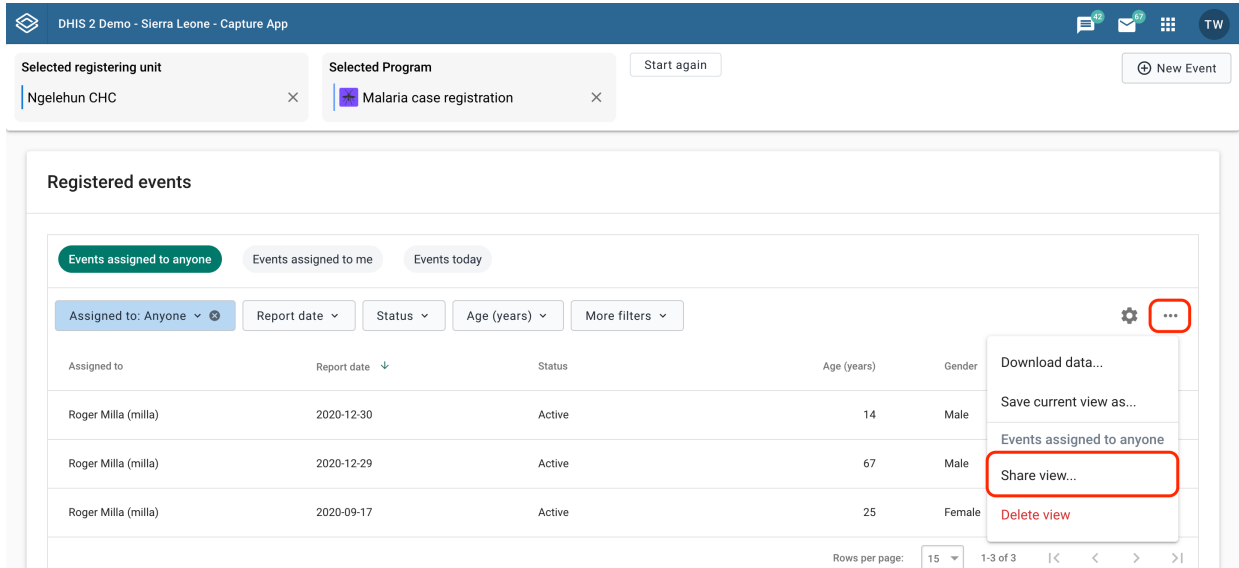 DHIS 2 Demo - Sierra Leone - Capture App
42
67
TW
Selected registering unit
Selected Program
Start again
New Event
Ngelehun CHC
Malaria case registration
Registered events
Events assigned to anyone
Events assigned to me
Events today
Assigned to: Anyone
Report date
Status
Age (years)
More filters
Assigned to
Report date
Status
Age (years)
Gender
Roger Milla (milla)
2020-12-30
Active
14
Male
Roger Milla (milla)
2020-12-29
Active
67
Male
Roger Milla (milla)
2020-09-17
Active
25
Female
Download data...
Save current view as...
Events assigned to anyone
Share view...
Delete view
Rows per page:
15
1-3 of 3